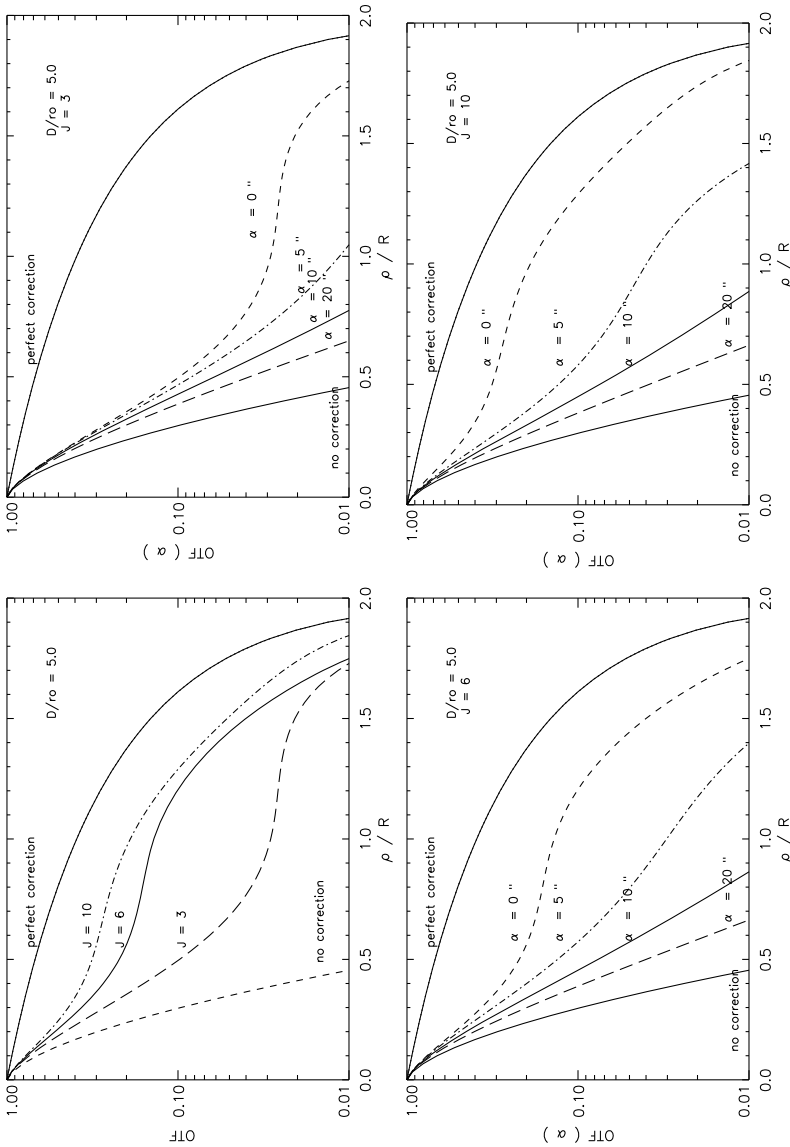 perfect correction
D/ro = 5.0
J = 10
J = 6
J = 3
no correction
OTF
1.00
0.10
0.01
0.0
0.5
1.0
1.5
2.0
ρ / R
perfect correction
D/ro = 5.0
J = 3
α = 0 "
α = 5 "
α = 10 "
α = 20 "
no correction
OTF ( α )
1.00
0.10
0.01
0.0
0.5
1.0
1.5
2.0
ρ / R
perfect correction
D/ro = 5.0
J = 6
α = 0 "
α = 5 "
α = 10 "
α = 20 "
no correction
OTF ( α )
1.00
0.10
0.01
0.0
0.5
1.0
1.5
2.0
ρ / R
perfect correction
D/ro = 5.0
J = 10
α = 0 "
α = 5 "
α = 10 "
α = 20 "
no correction
OTF ( α )
1.00
0.10
0.01
0.0
0.5
1.0
1.5
2.0
ρ / R